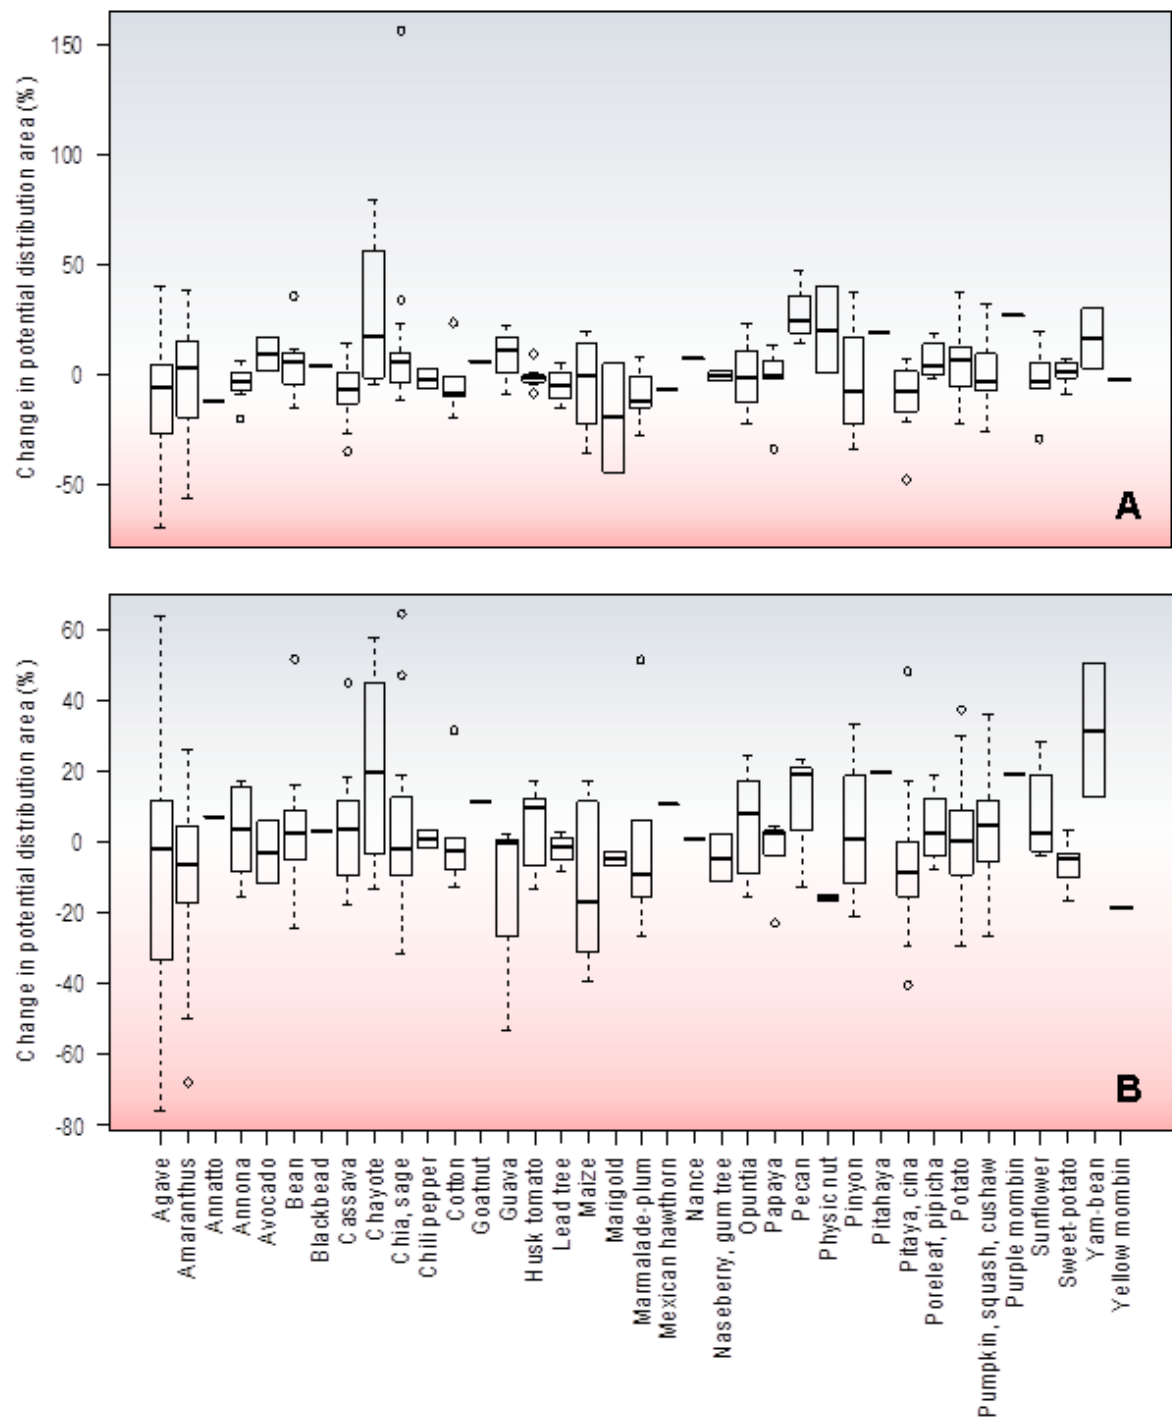 Change in potential distribution area (%)
150
100
50
0
-50
A
Change in potential distribution area (%)
60
40
20
0
-20
-40
-60
-80
B
Agave
Amaranthus
Annatto
Annona
Avocado
Bean
Blackbead
Cassava
Chayote
Chia, sage
Chili pepper
Cotton
Goatnut
Guava
Husk tomato
Lead tree
Maize
Marigold
Marmalade-plum
Mexican hawthorn
Nance
Naseberry, gum tree
Opuntia
Papaya
Pecan
Physic nut
Pinyon
Pitahaya
Pitaya, cina
Poreleaf, pipicha
Potato
Pumpkin, squash, cushaw
Purple mombin
Sunflower
Sweet-potato
Yam-bean
Yellow mombin